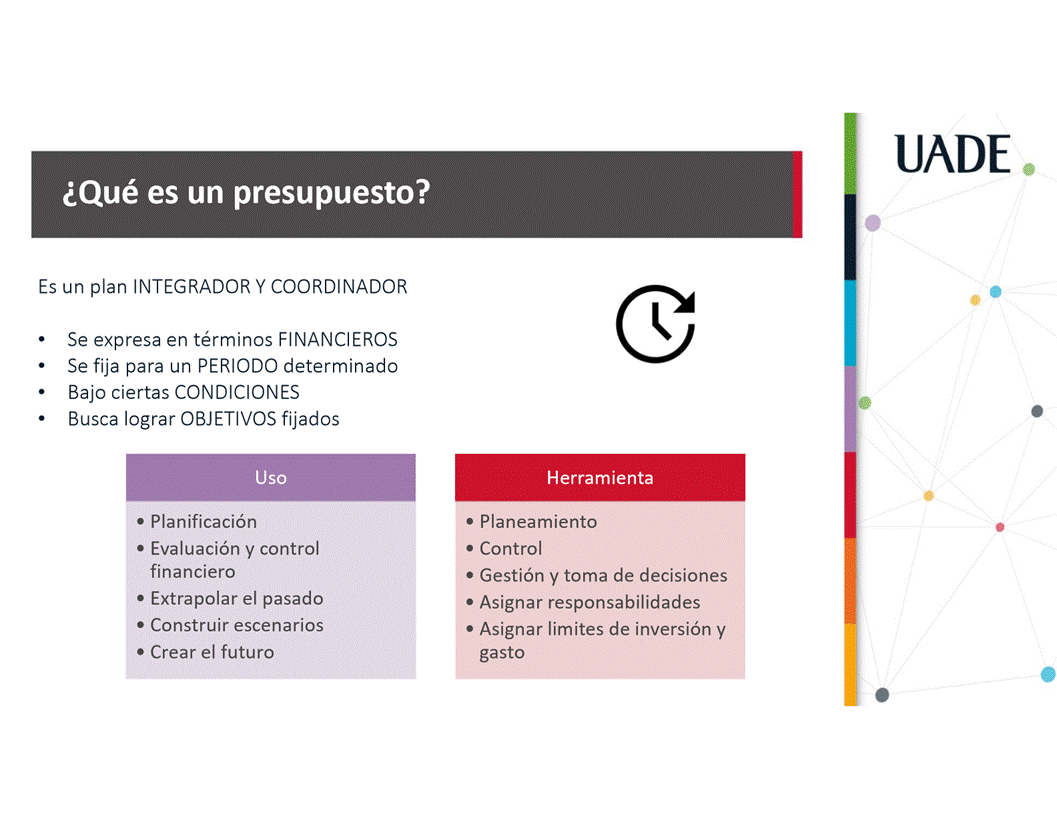 UADE
¿Qué es un presupuesto?
Es un plan INTEGRADOR Y COORDINADOR
• Se expresa en términos FINANCIEROS
• Se fija para un PERIODO determinado
• Bajo ciertas CONDICIONES
• Busca lograr OBJETIVOS fijados
Uso
• Planificación
• Evaluación y control
financiero
• Extrapolar el pasado
• Construir escenarios
• Crear el futuro
Herramienta
• Planeamiento
• Control
• Gestión y toma de decisiones
• Asignar responsabilidades
• Asignar limites de inversión y
gasto